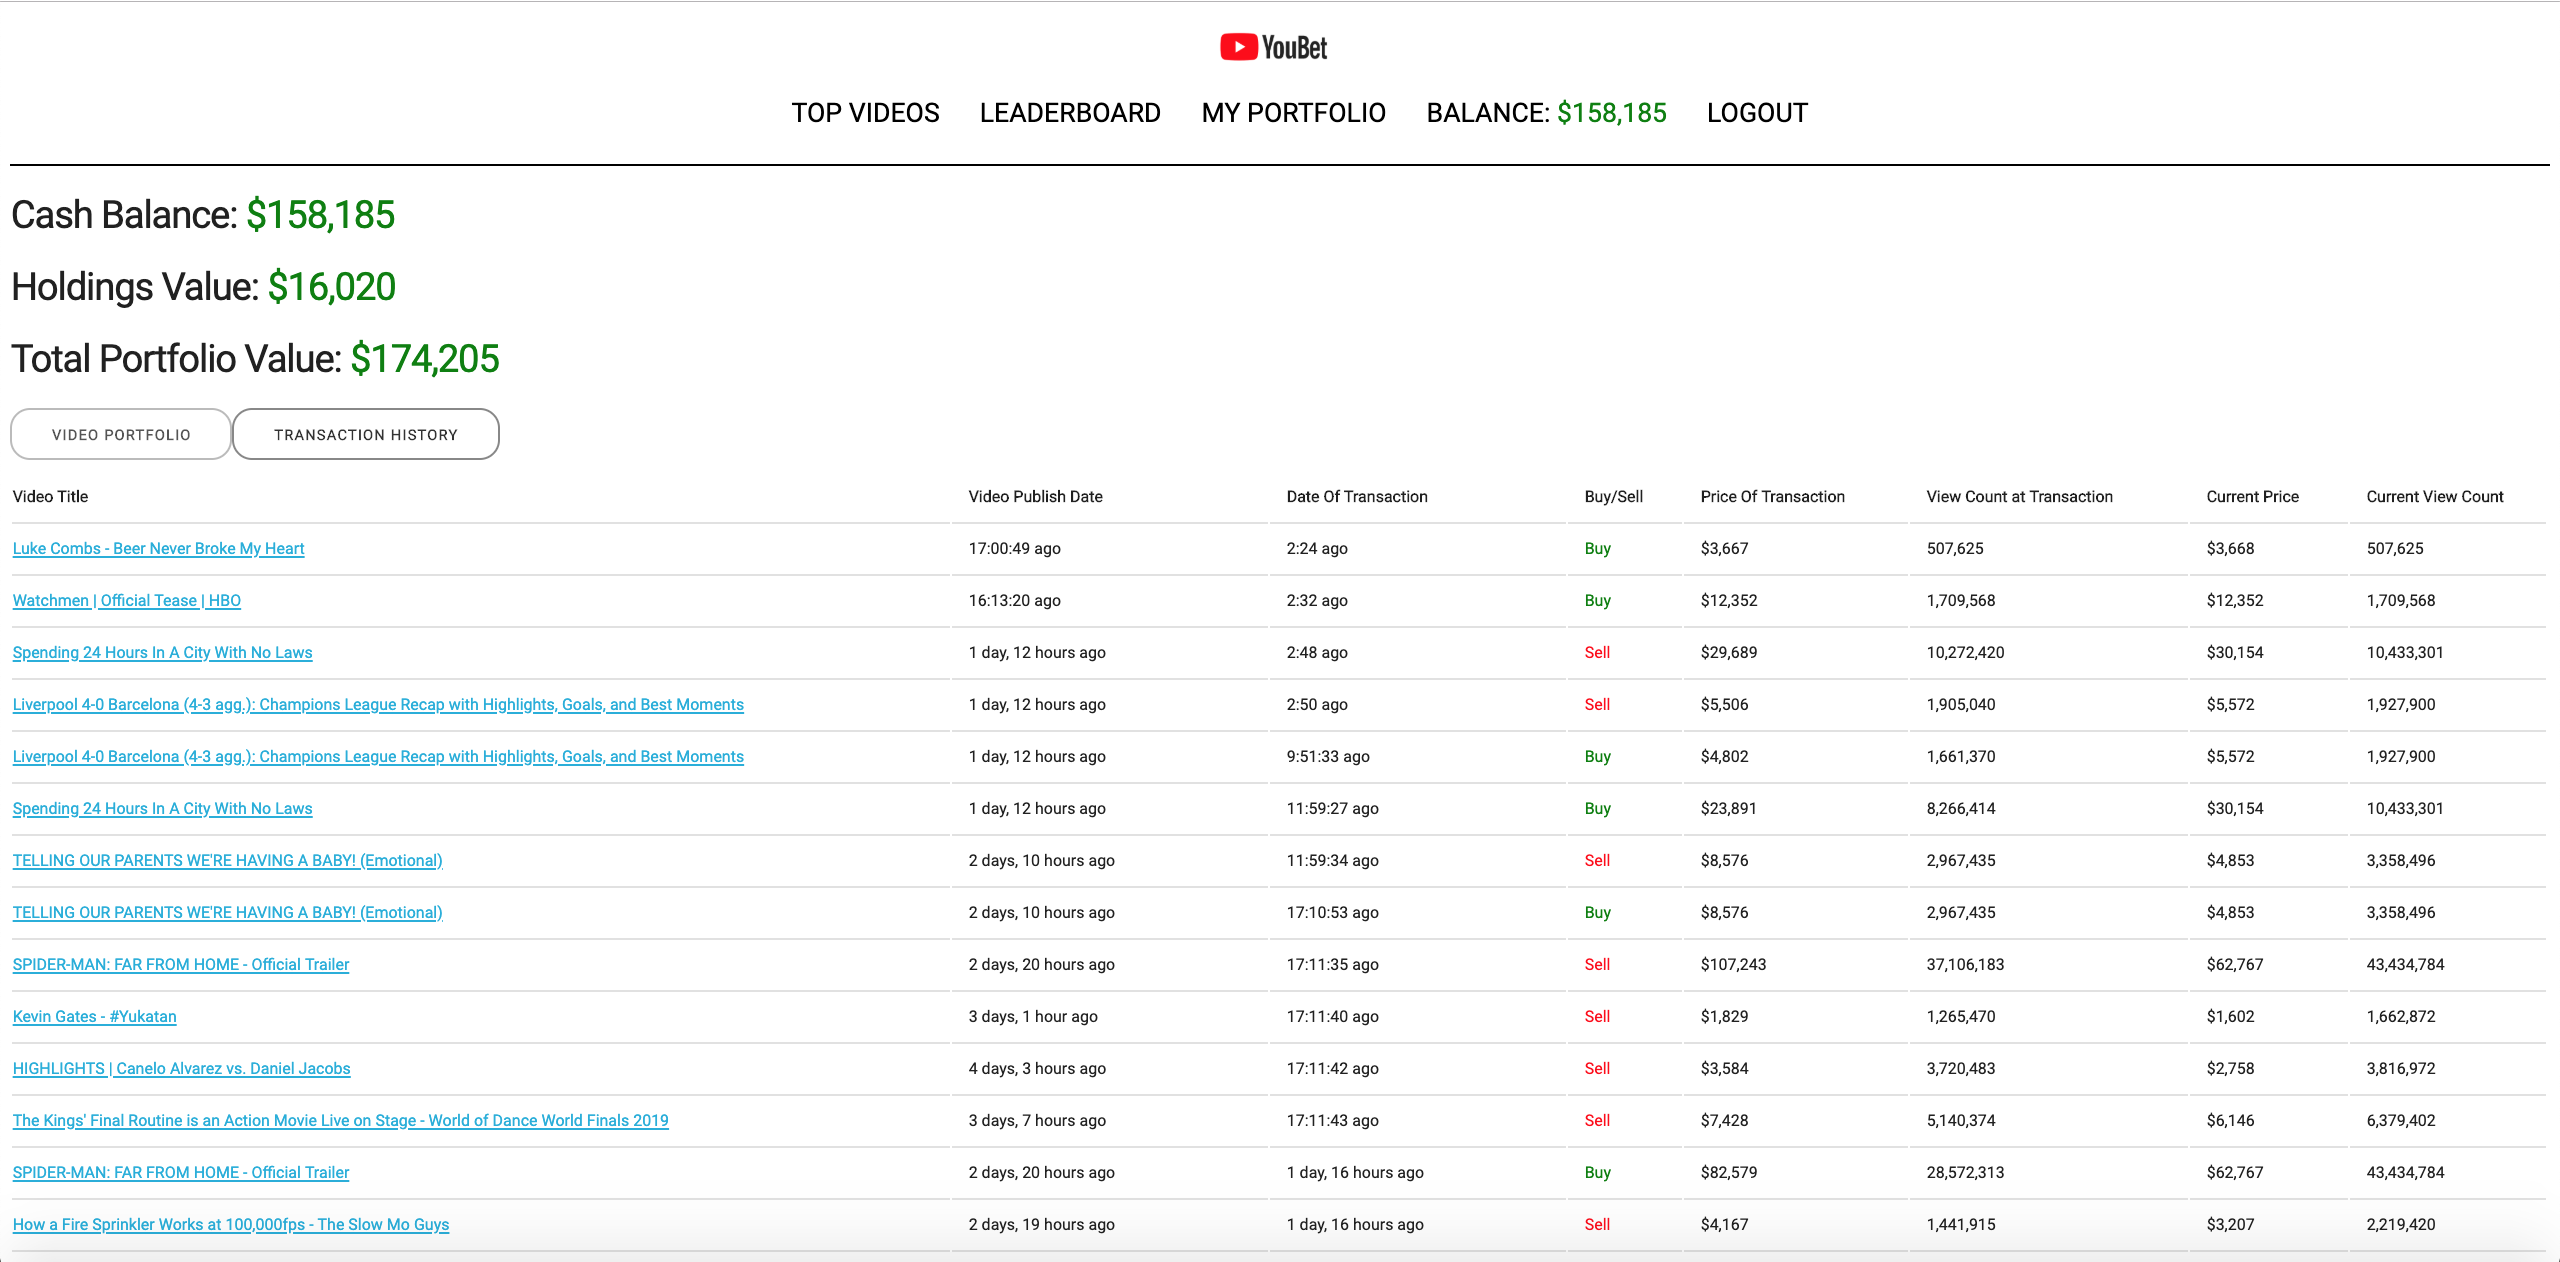 YouBet
TOP VIDEOS LEADERBOARD MY PORTFOLIO BALANCE: $158,185 LOGOUT
Cash Balance: $158,185
Holdings Value: $16,020
Total Portfolio Value: $174,205
VIDEO PORTFOLIO TRANSACTION HISTORY
Video Title Video Publish Date Date Of Transaction Buy/Sell Price Of Transaction View Count at Transaction Current Price Current View Count
Luke Combs - Beer Never Broke My Heart 17:00:49 ago 2:24 ago Buy $3,667 507,625 $3,668 507,625
Watchmen | Official Tease | HBO 16:13:20 ago 2:32 ago Buy $12,352 1,709,568 $12,352 1,709,568
Spending 24 Hours In A City With No Laws 1 day, 12 hours ago 2:48 ago Sell $29,689 10,272,420 $30,154 10,433,301
Liverpool 4-0 Barcelona (4-3 agg.): Champions League Recap with Highlights, Goals, and Best Moments 1 day, 12 hours ago 2:50 ago Sell $5,506 1,905,040 $5,572 1,927,900
Liverpool 4-0 Barcelona (4-3 agg.): Champions League Recap with Highlights, Goals, and Best Moments 1 day, 12 hours ago 9:51:33 ago Buy $4,802 1,661,370 $5,572 1,927,900
Spending 24 Hours In A City With No Laws 1 day, 12 hours ago 11:59:27 ago Buy $23,891 8,266,414 $30,154 10,433,301
TELLING OUR PARENTS WE'RE HAVING A BABY! (Emotional) 2 days, 10 hours ago 11:59:34 ago Sell $8,576 2,967,435 $4,853 3,358,496
TELLING OUR PARENTS WE'RE HAVING A BABY! (Emotional) 2 days, 10 hours ago 17:10:53 ago Buy $8,576 2,967,435 $4,853 3,358,496
SPIDER-MAN: FAR FROM HOME - Official Trailer 2 days, 20 hours ago 17:11:35 ago Sell $107,243 37,106,183 $62,767 43,434,784
Kevin Gates - #Yukatan 3 days, 1 hour ago 17:11:40 ago Sell $1,829 1,265,470 $1,602 1,662,872
HIGHLIGHTS | Canelo Alvarez vs. Daniel Jacobs 4 days, 3 hours ago 17:11:42 ago Sell $3,584 3,720,483 $2,758 3,816,972
The Kings' Final Routine is an Action Movie Live on Stage - World of Dance World Finals 2019 3 days, 7 hours ago 17:11:43 ago Sell $7,428 5,140,374 $6,146 6,379,402
SPIDER-MAN: FAR FROM HOME - Official Trailer 2 days, 20 hours ago 1 day, 16 hours ago Buy $82,579 28,572,313 $62,767 43,434,784
How a Fire Sprinkler Works at 100,000fps - The Slow Mo Guys 2 days, 19 hours ago 1 day, 16 hours ago Sell $4,167 1,441,915 $3,207 2,219,420